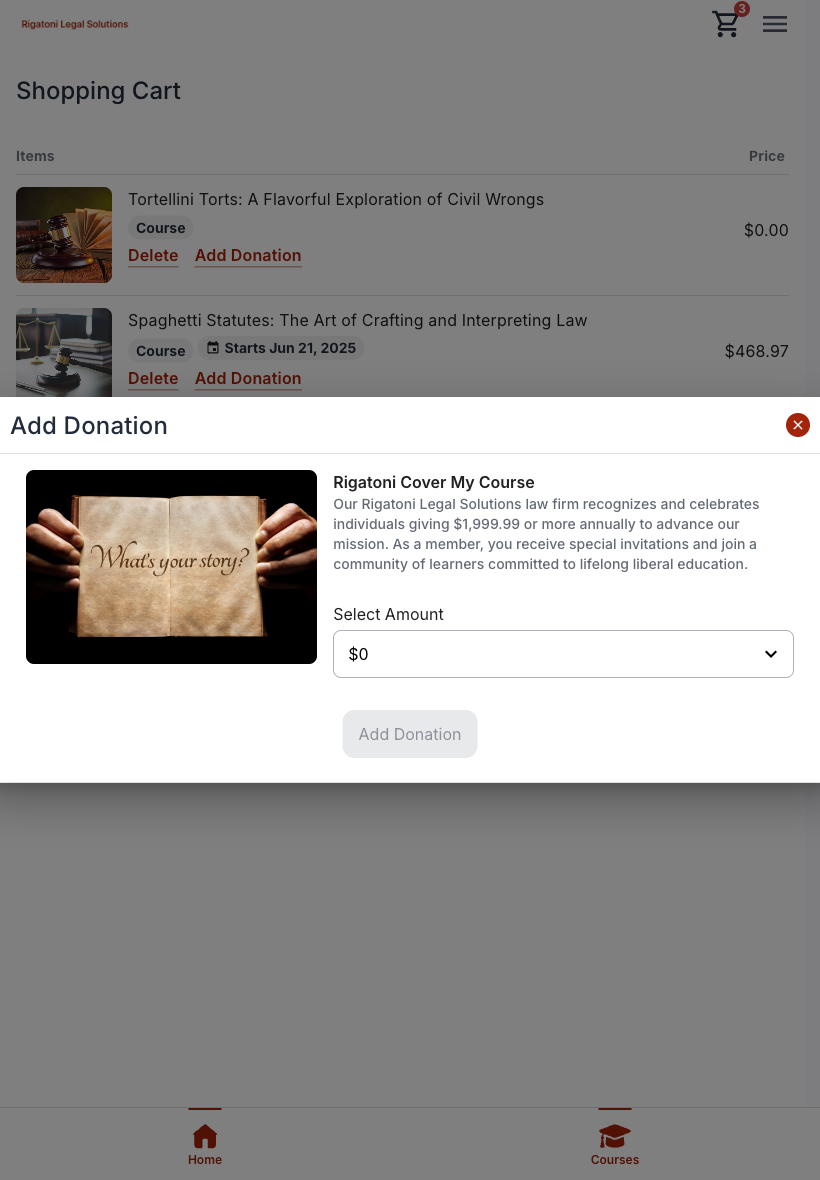 Rigatoni Legal Solutions
3
Shopping Cart
Items Price
Tortellini Torts: A Flavorful Exploration of Civil Wrongs
Course
$0.00
Delete Add Donation
Spaghetti Statutes: The Art of Crafting and Interpreting Law
Course Starts Jun 21, 2025
$468.97
Delete Add Donation
Add Donation
What's your story?
Rigatoni Cover My Course
Our Rigatoni Legal Solutions law firm recognizes and celebrates
individuals giving $1,999.99 or more annually to advance our
mission. As a member, you receive special invitations and join a
community of learners committed to lifelong liberal education.
Select Amount
$0
Add Donation
Home Courses